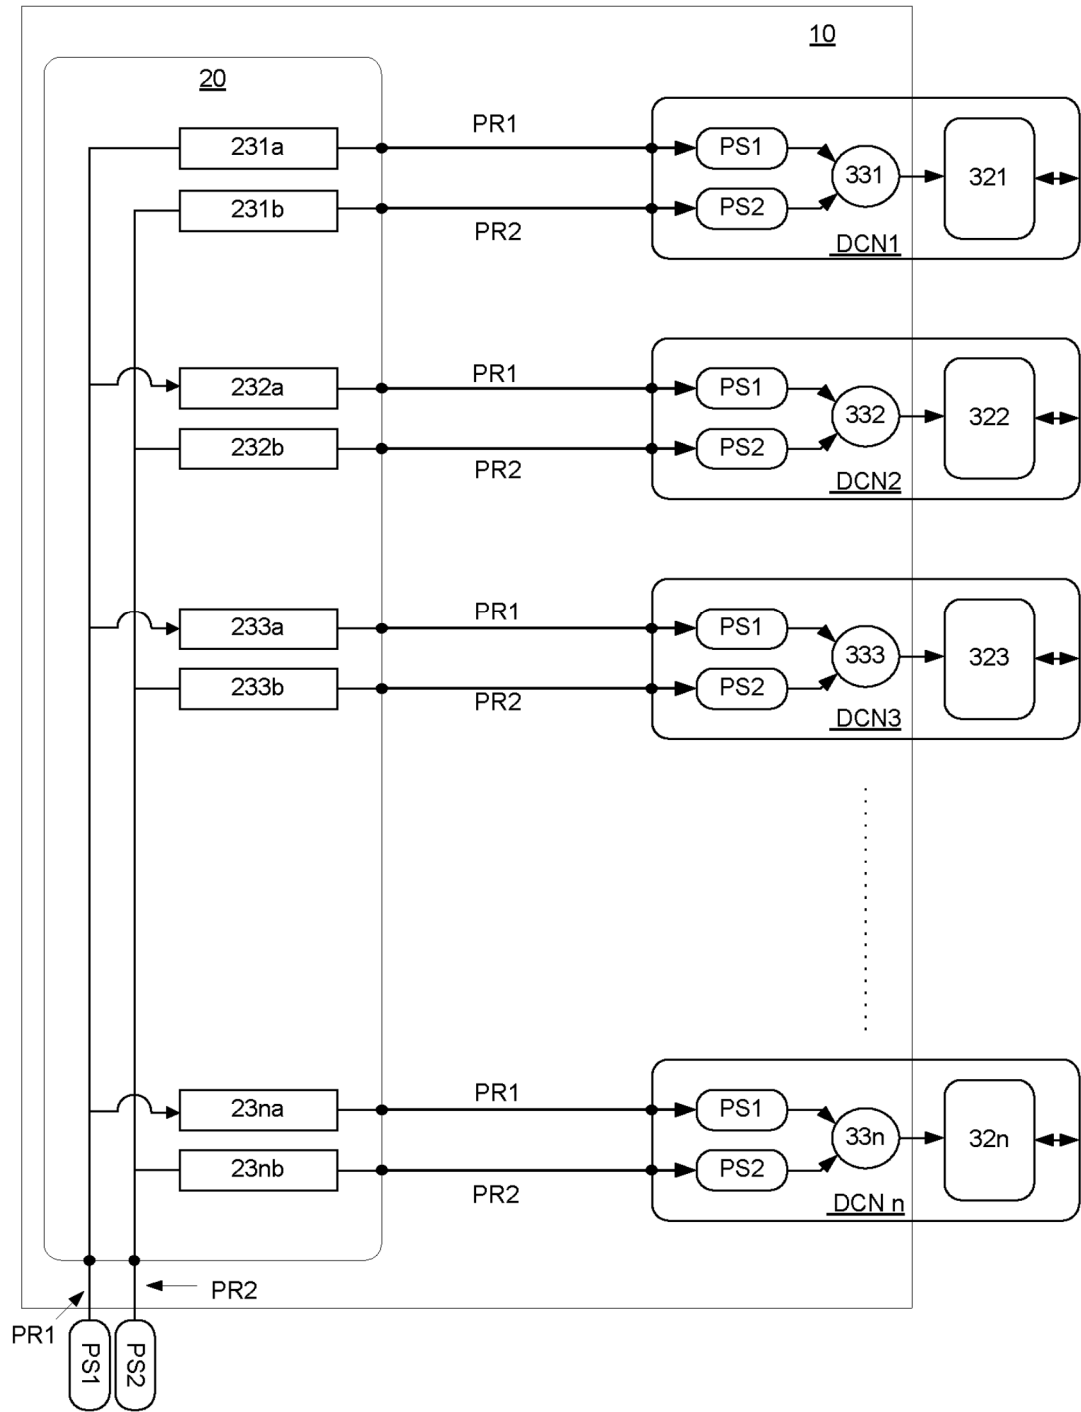 10
20
231a
PR1
PS1
331
321
231b
PS2
PR2
DCN1
232a
PR1
PS1
332
322
232b
PS2
PR2
DCN2
233a
PR1
PS1
333
323
233b
PS2
PR2
DCN3
23na
PR1
PS1
33n
32n
23nb
PS2
PR2
DCN n
PR2
PR1
PS1
PS2